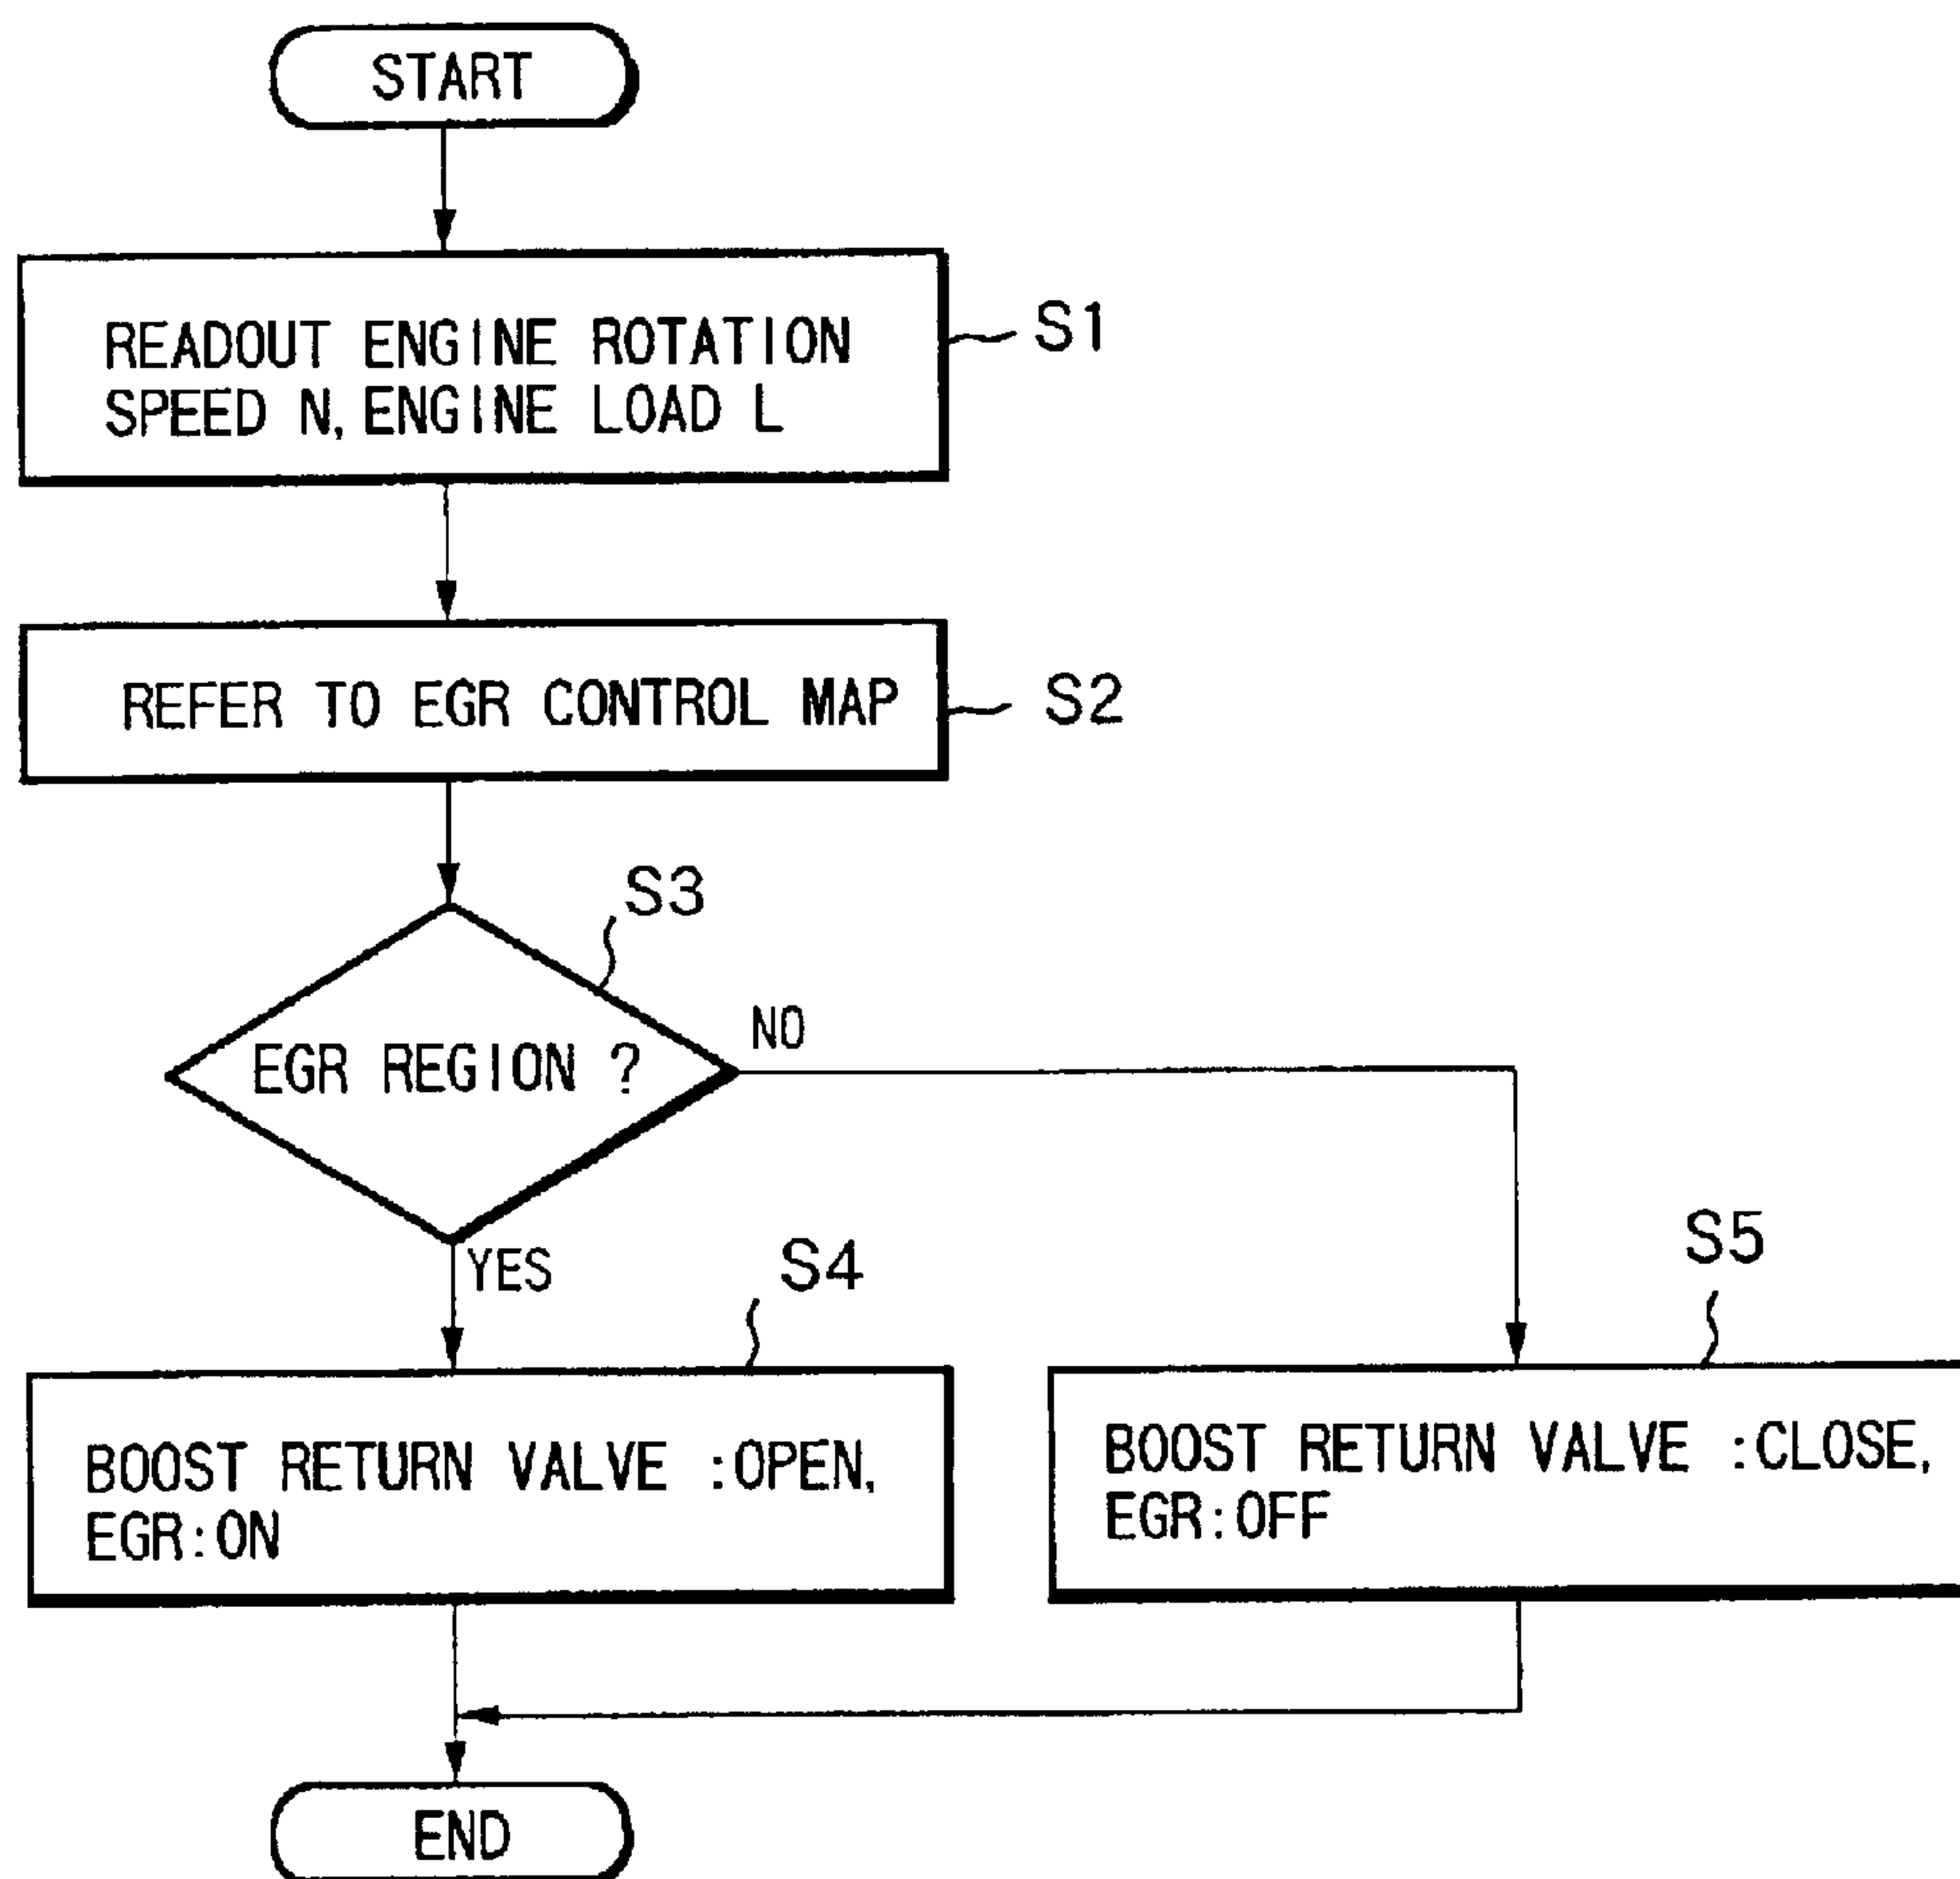 START
READOUT ENGINE ROTATION
SPEED N, ENGINE LOAD L
S1
REFER TO EGR CONTROL MAP
S2
S3
EGR REGION ?
NO
YES
S4
S5
BOOST RETURN VALVE :OPEN,
EGR:ON
BOOST RETURN VALVE :CLOSE,
EGR:OFF
END